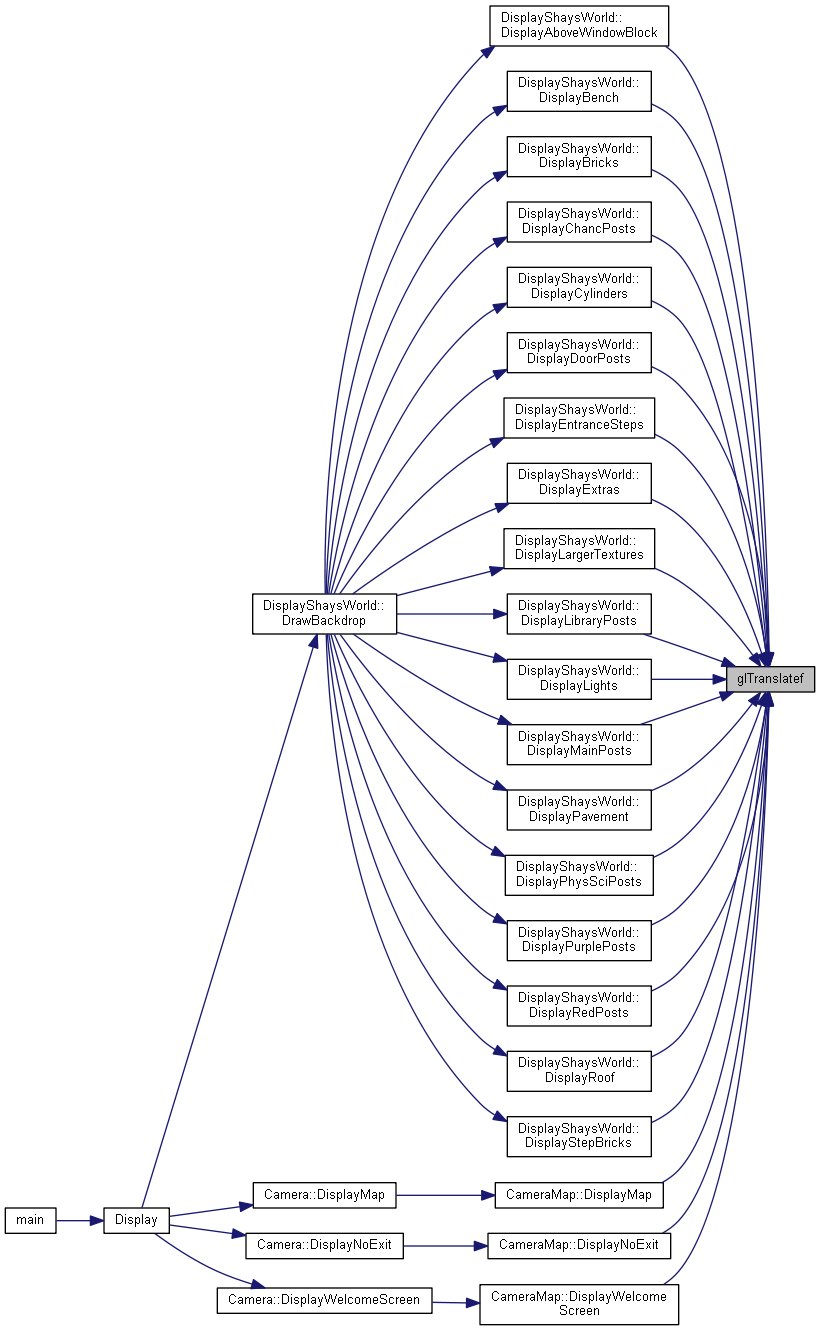 DisplayShaysWorld::
DisplayAboveWindowBlock
DisplayShaysWorld::
DisplayBench
DisplayShaysWorld::
DisplayBricks
DisplayShaysWorld::
DisplayChancPosts
DisplayShaysWorld::
DisplayCylinders
DisplayShaysWorld::
DisplayDoorPosts
DisplayShaysWorld::
DisplayEntranceSteps
DisplayShaysWorld::
DisplayExtras
DisplayShaysWorld::
DisplayLargerTextures
DisplayShaysWorld::
DrawBackdrop
DisplayShaysWorld::
DisplayLibraryPosts
DisplayShaysWorld::
DisplayLights
glTranslatef
DisplayShaysWorld::
DisplayMainPosts
DisplayShaysWorld::
DisplayPavement
DisplayShaysWorld::
DisplayPhysSciPosts
DisplayShaysWorld::
DisplayPurplePosts
DisplayShaysWorld::
DisplayRedPosts
DisplayShaysWorld::
DisplayRoof
DisplayShaysWorld::
DisplayStepBricks
Camera::DisplayMap
CameraMap::DisplayMap
main
Display
Camera::DisplayNoExit
CameraMap::DisplayNoExit
Camera::DisplayWelcomeScreen
CameraMap::DisplayWelcome
Screen